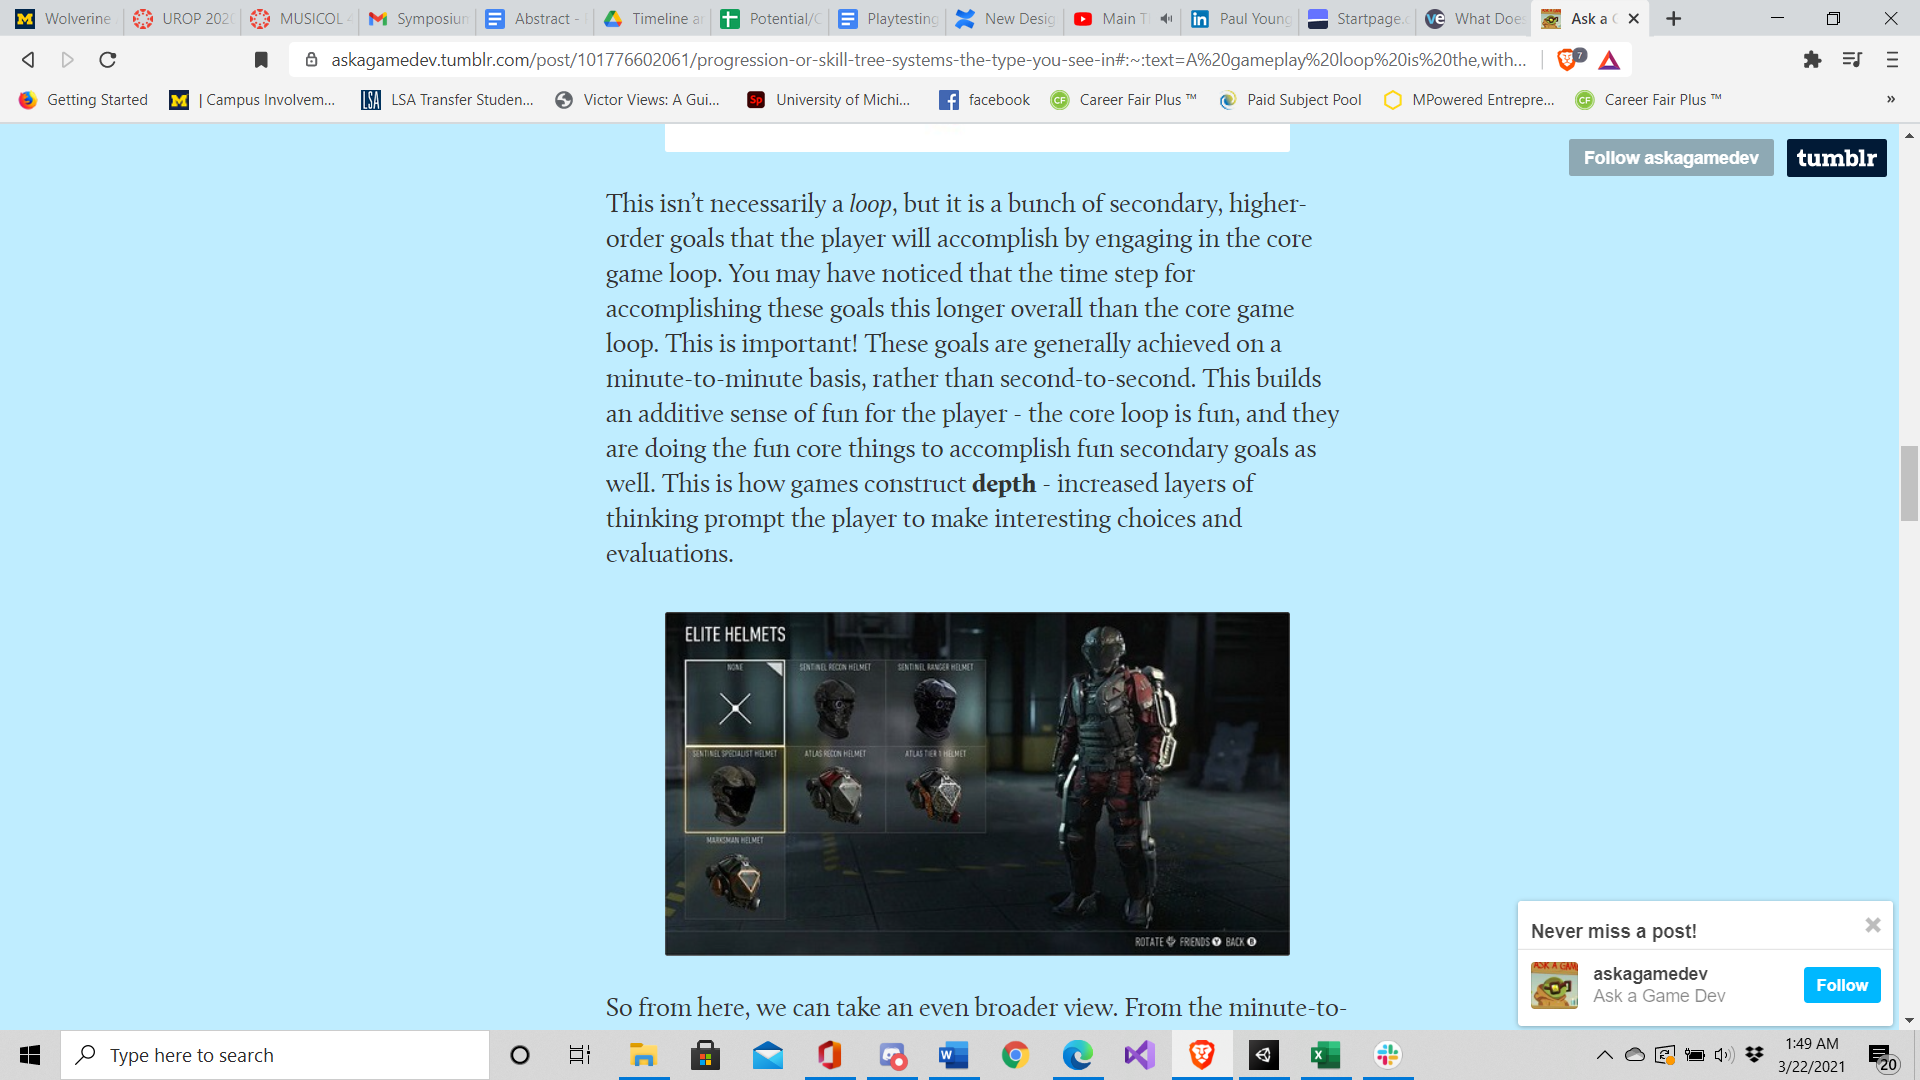 Wolverine
UROP 202
MUSICOL 4
Symposiun
Abstract -
Timeline a
Potential/C
Playtesting
New Desig
Main T
Paul Young
Startpage.c
What Does
Ask a G
askagamedev.tumblr.com/post/101776602061/progression-or-skill-tree-systems-the-type-you-see-in#:~:text=A%20gameplay%20loop%20is%20the,with...
7
Getting Started
| Campus Involvem...
LSA Transfer Studen...
Victor Views: A Gui...
University of Michi...
facebook
Career Fair Plus ™
Paid Subject Pool
MPowered Entrepre...
Career Fair Plus ™
»
Follow askagamedev
tumblr
This isn’t necessarily a loop, but it is a bunch of secondary, higher-
order goals that the player will accomplish by engaging in the core
game loop. You may have noticed that the time step for
accomplishing these goals this longer overall than the core game
loop. This is important! These goals are generally achieved on a
minute-to-minute basis, rather than second-to-second. This builds
an additive sense of fun for the player - the core loop is fun, and they
are doing the fun core things to accomplish fun secondary goals as
well. This is how games construct depth - increased layers of
thinking prompt the player to make interesting choices and
evaluations.
ELITE HELMETS
NONE
SENTINEL RECON HELMET
SENTINEL RANGER HELMET
SENTINEL SPECIALIST HELMET
ATLAS RECON HELMET
ATLAS TIER 1 HELMET
MARKSMAN HELMET
ROTATE FRIENDS Y BACK B
So from here, we can take an even broader view. From the minute-to-
Never miss a post!
askagamedev
Ask a Game Dev
Follow
Type here to search
1:49 AM
3/22/2021
20